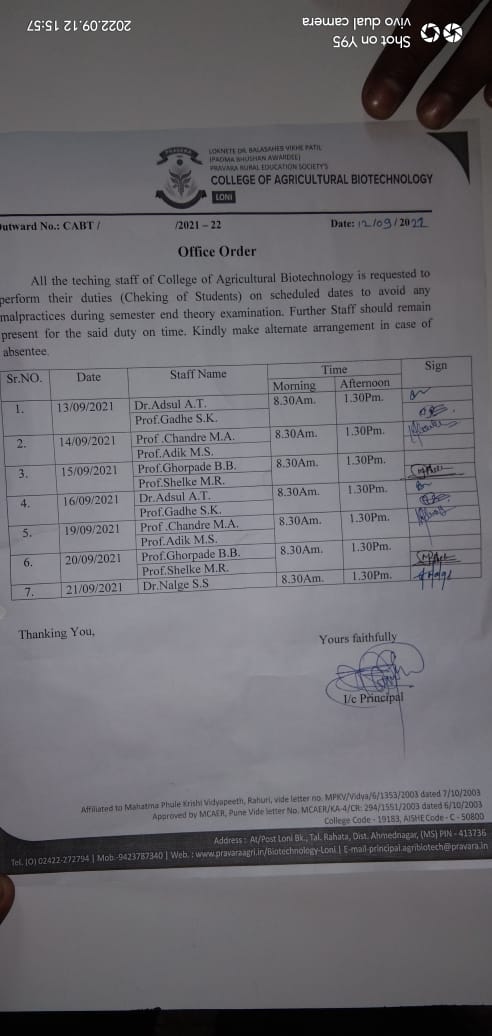 2022.09.12 15:57
Shot on Y95
vivo dual camera
PRAVARA
LOKNETE DR. BALASAHEB VIKHE PATIL
(PADMA BHUSHAN AWARDEE)
PRAVARA RURAL EDUCATION SOCIETY'S
COLLEGE OF AGRICULTURAL BIOTECHNOLOGY
LONI
Outward No.: CABT / /2021 – 22 Date: 12/09/2022
Office Order
All the teching staff of College of Agricultural Biotechnology is requested to
perform their duties (Cheking of Students) on scheduled dates to avoid any
malpractices during semester end theory examination. Further Staff should remain
present for the said duty on time. Kindly make alternate arrangement in case of
absentee.
Sr.NO. Date Staff Name Time Sign
Morning Afternoon
1. 13/09/2021 Dr.Adsul A.T. 8.30Am. 1.30Pm.
Prof.Gadhe S.K.
2. 14/09/2021 Prof .Chandre M.A. 8.30Am. 1.30Pm.
Prof.Adik M.S.
3. 15/09/2021 Prof.Ghorpade B.B. 8.30Am. 1.30Pm.
Prof.Shelke M.R.
4. 16/09/2021 Dr.Adsul A.T. 8.30Am. 1.30Pm.
Prof.Gadhe S.K.
5. 19/09/2021 Prof .Chandre M.A. 8.30Am. 1.30Pm.
Prof.Adik M.S.
6. 20/09/2021 Prof.Ghorpade B.B. 8.30Am. 1.30Pm.
Prof.Shelke M.R.
7. 21/09/2021 Dr.Nalge S.S 8.30Am. 1.30Pm.
Thanking You,
Yours faithfully
I/c Principal
Affiliated to Mahatma Phule Krishi Vidyapeeth, Rahuri, vide letter no. MPKV/Vidya/6/1353/2003 dated 7/10/2003
Approved by MCAER, Pune Vide letter No. MCAER/KA-4/CR: 294/1551/2003 dated 6/10/2003
College Code - 19183, AISHE Code - C - 50800
Address : At/Post Loni Bk., Tal. Rahata, Dist. Ahmednagar, (MS) PIN - 413736
Tel. (O) 02422-272794 | Mob.-9423787340 | Web. : www.pravaraagri.in/Biotechnology-Loni | E-mail-principal.agribiotech@pravara.in